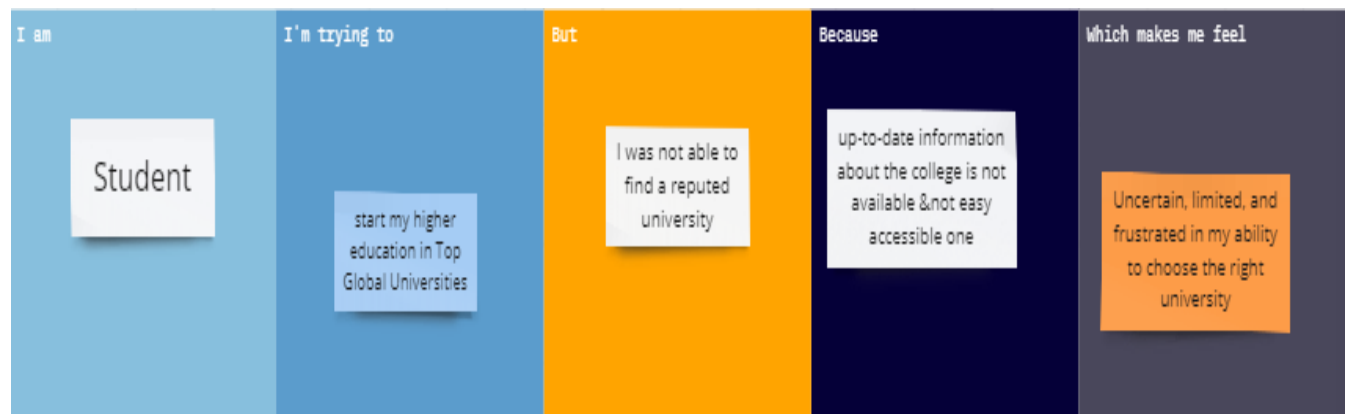 I am
Student
I'm trying to
start my higher
education in Top
Global Universities
But
I was not able to
find a reputed
university
Because
up-to-date information
about the college is not
available &not easy
accessible one
Which makes me feel
Uncertain, limited, and
frustrated in my ability
to choose the right
university